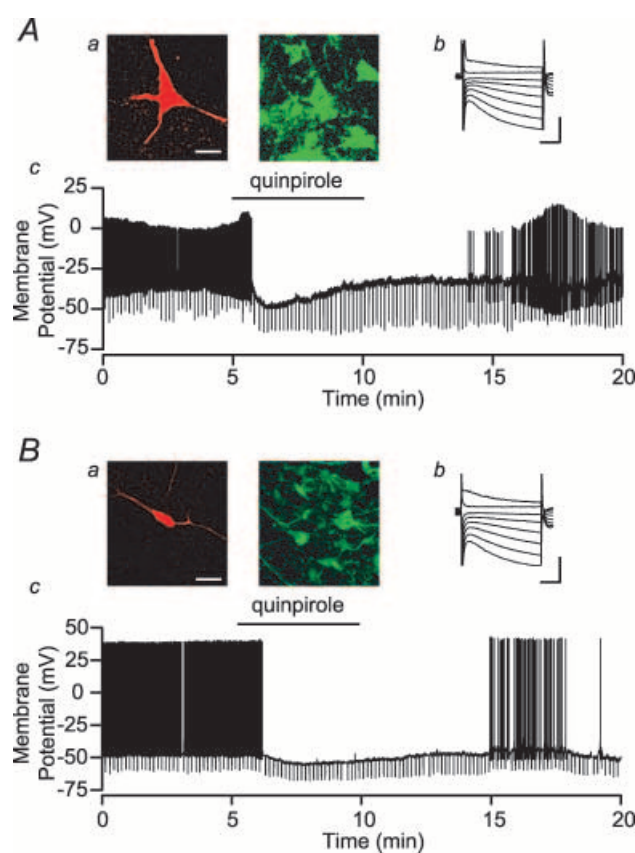 A
a
b
c
quinpirole
Membrane
Potential (mV)
25
0
-25
-50
-75
0
5
10
15
20
Time (min)
B
a
b
c
quinpirole
Membrane
Potential (mV)
50
25
0
-25
-50
-75
0
5
10
15
20
Time (min)